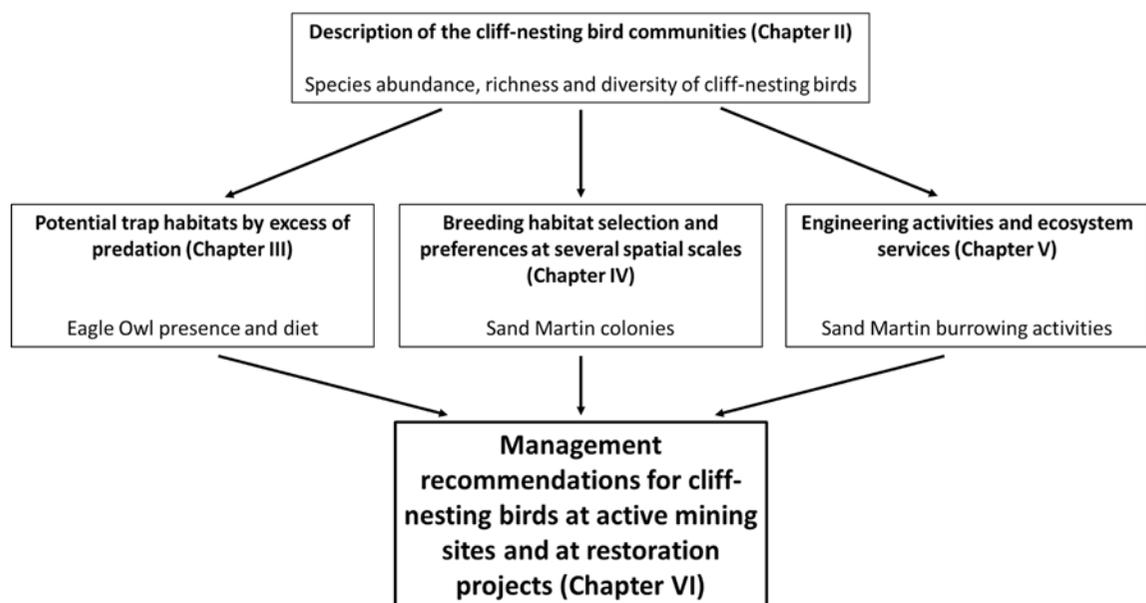 Description of the cliff-nesting bird communities (Chapter II)
Species abundance, richness and diversity of cliff-nesting birds
Potential trap habitats by excess of
predation (Chapter III)
Eagle Owl presence and diet
Breeding habitat selection and
preferences at several spatial scales
(Chapter IV)
Sand Martin colonies
Engineering activities and ecosystem
services (Chapter V)
Sand Martin burrowing activities
Management
recommendations for cliff-
nesting birds at active mining
sites and at restoration
projects (Chapter VI)